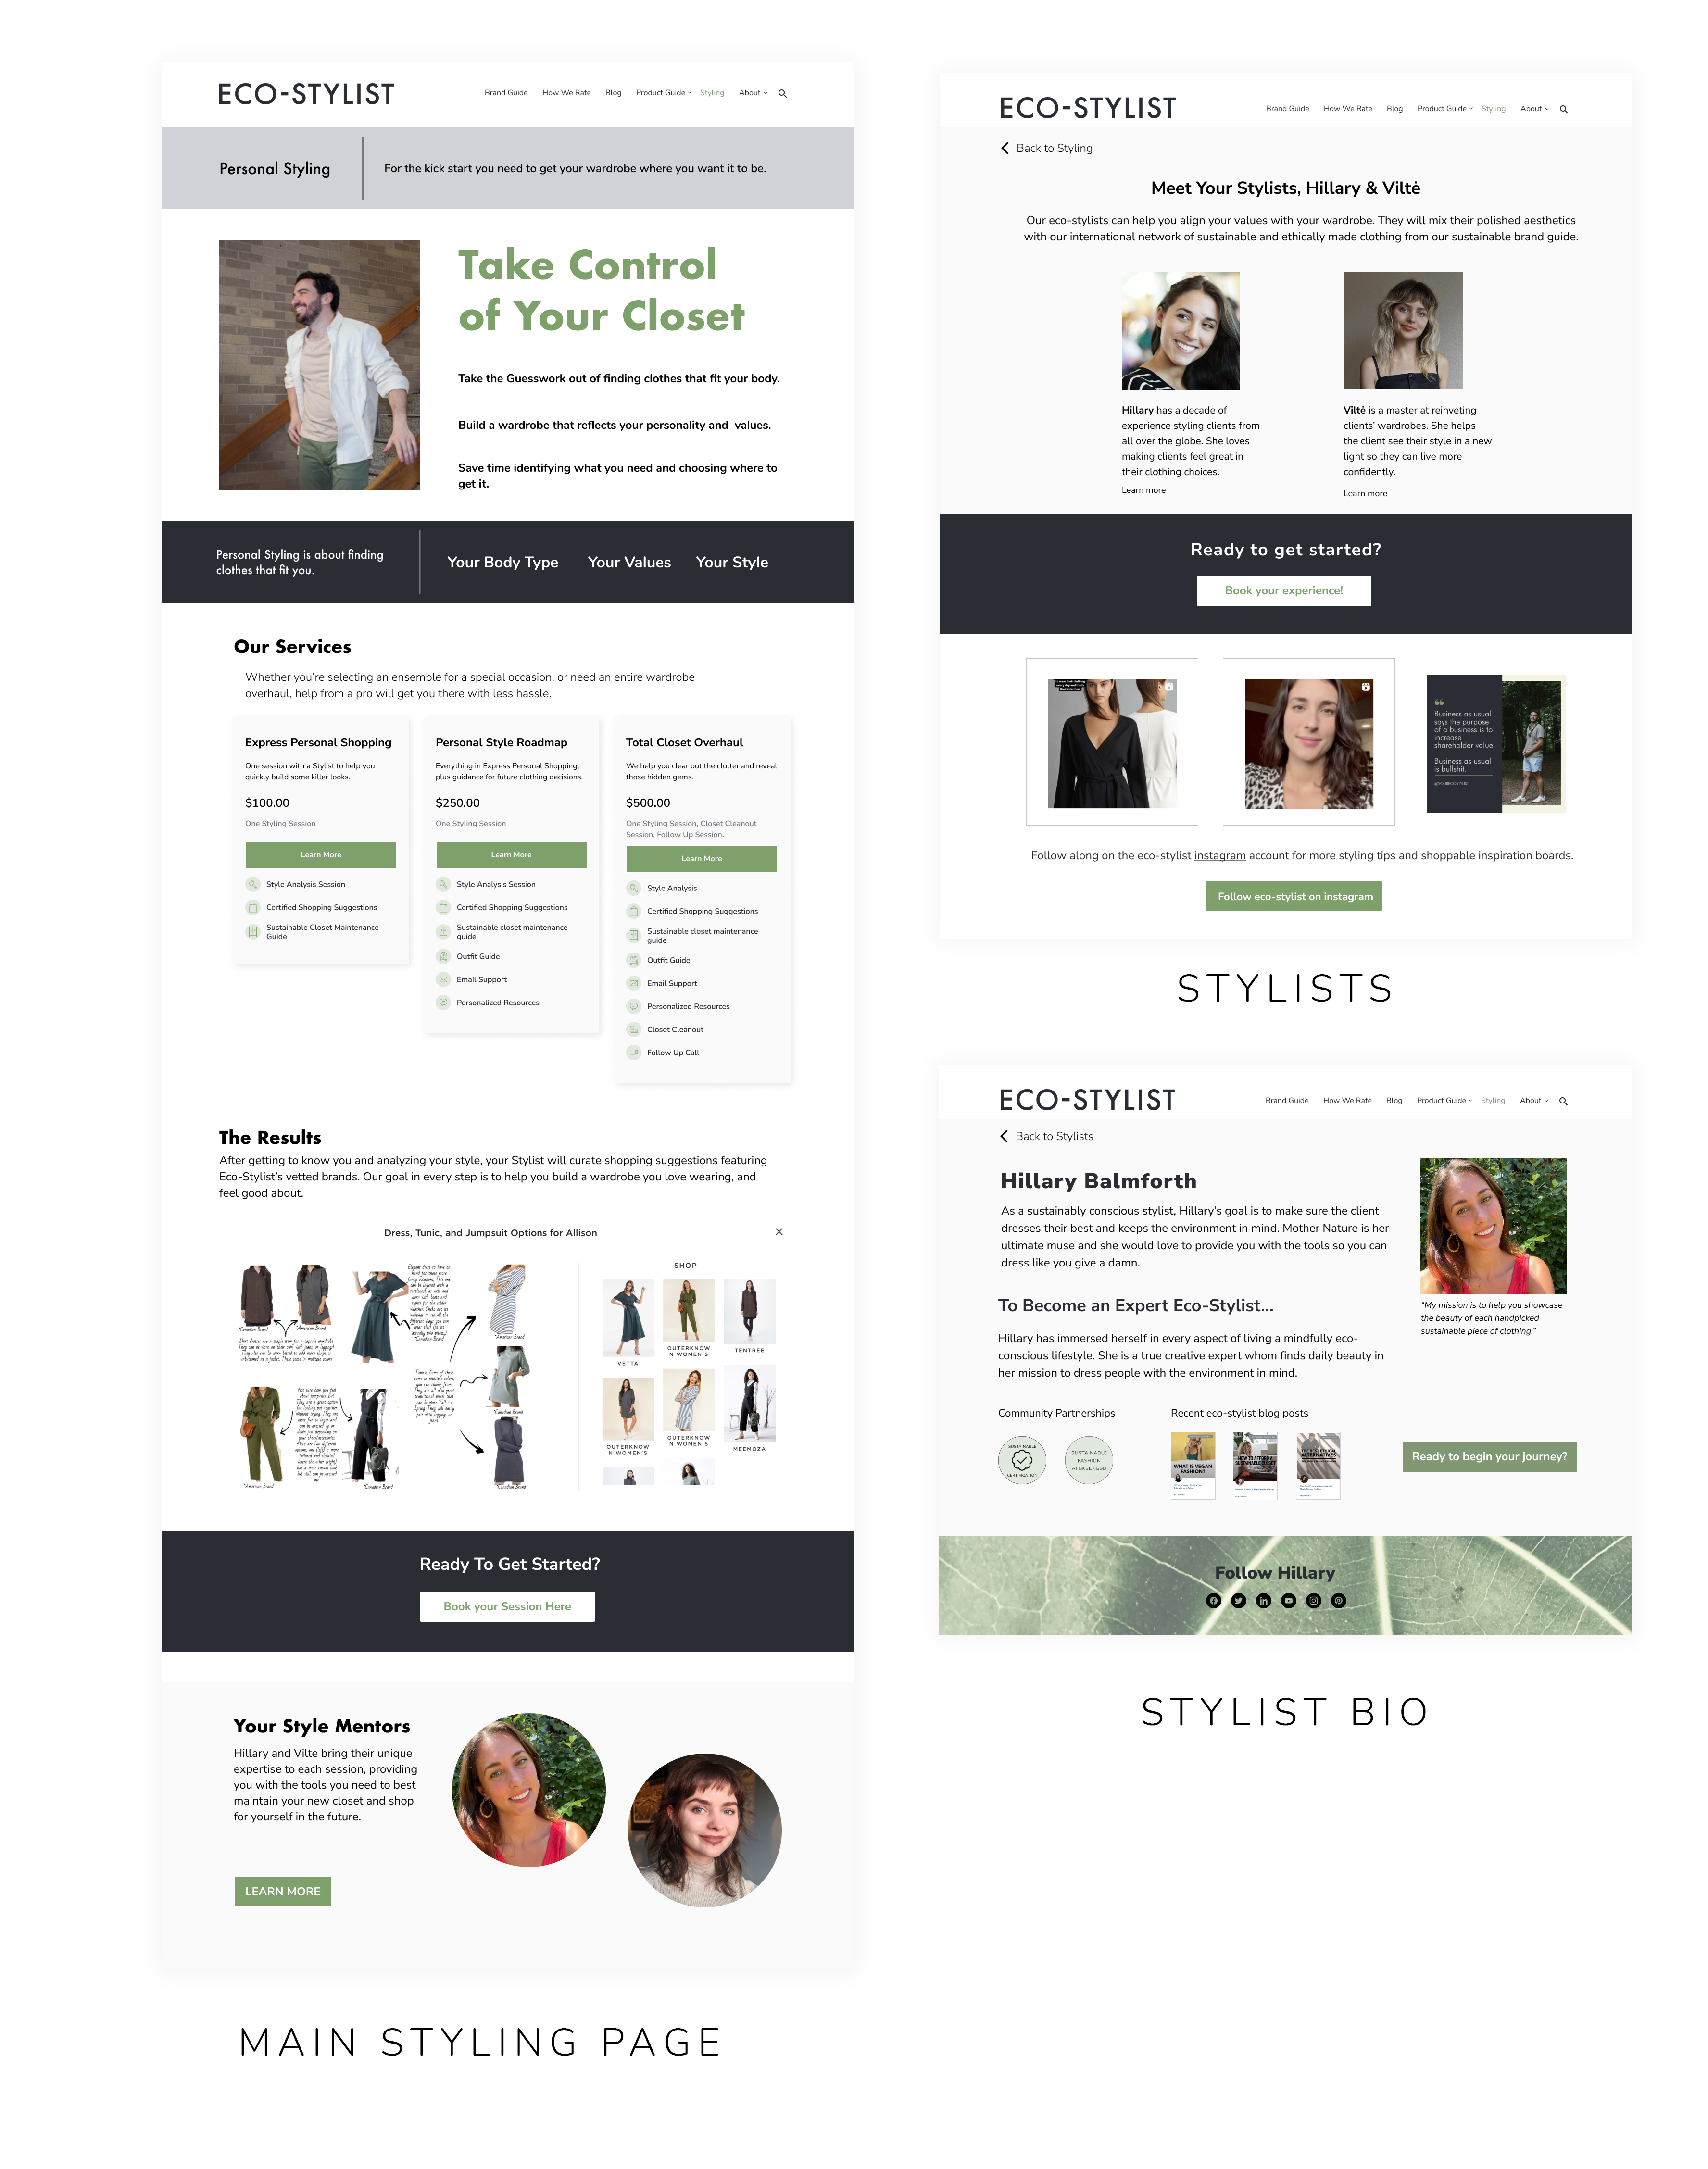 ECO-STYLIST
Brand Guide How We Rate Blog Product Guide Styling About
Personal Styling
For the kick start you need to get your wardrobe where you want it to be.
Take Control
of Your Closet
Take the Guesswork out of finding clothes that fit your body.
Build a wardrobe that reflects your personality and values.
Save time identifying what you need and choosing where to
get it.
Personal Styling is about finding
clothes that fit you.
Your Body Type Your Values Your Style
Our Services
Whether you're selecting an ensemble for a special occasion, or need an entire wardrobe
overhaul, help from a pro will get you there with less hassle.
Express Personal Shopping
One session with a Stylist to help you
quickly build some killer looks.
$100.00
One Styling Session
Learn More
Style Analysis Session
Certified Shopping Suggestions
Sustainable Closet Maintenance
Guide
Personal Style Roadmap
Everything in Express Personal Shopping,
plus guidance for future clothing decisions.
$250.00
One Styling Session
Learn More
Style Analysis Session
Certified Shopping Suggestions
Sustainable closet maintenance
guide
Outfit Guide
Email Support
Personalized Resources
Total Closet Overhaul
We help you clear out the clutter and reveal
those hidden gems.
$500.00
One Styling Session, Closet Cleanout
Session, Follow Up Session.
Learn More
Style Analysis
Certified Shopping Suggestions
Sustainable closet maintenance
guide
Outfit Guide
Email Support
Personalized Resources
Closet Cleanout
Follow Up Call
The Results
After getting to know you and analyzing your style, your Stylist will curate shopping suggestions featuring
Eco-Stylist's vetted brands. Our goal in every step is to help you build a wardrobe you love wearing, and
feel good about.
Dress, Tunic, and Jumpsuit Options for Allison
*Canadian Brand
*American Brand
*Canadian Brand
*American Brand
*Canadian Brand
*American Brand
*Canadian Brand
*Canadian Brand
SHOP
VETTA
OUTERKNOW
N WOMEN'S
TENTREE
OUTERKNOW
N WOMEN'S
OUTERKNOW
N WOMEN'S
MEEMOZA
Ready To Get Started?
Book your Session Here
Your Style Mentors
Hillary and Vilte bring their unique
expertise to each session, providing
you with the tools you need to best
maintain your new closet and shop
for yourself in the future.
LEARN MORE
MAIN STYLING PAGE
ECO-STYLIST
Brand Guide How We Rate Blog Product Guide Styling About
Back to Styling
Meet Your Stylists, Hillary & Viltė
Our eco-stylists can help you align your values with your wardrobe. They will mix their polished aesthetics
with our international network of sustainable and ethically made clothing from our sustainable brand guide.
Hillary has a decade of
experience styling clients from
all over the globe. She loves
making clients feel great in
their clothing choices.
Learn more
Viltė is a master at reinveting
clients' wardrobes. She helps
the client see their style in a new
light so they can live more
confidently.
Learn more
Ready to get started?
Book your experience!
Business as usual
says the purpose
of a business is to
increase
shareholder value.
Business as usual
is bullshit.
Follow along on the eco-stylist instagram account for more styling tips and shoppable inspiration boards.
Follow eco-stylist on instagram
STYLISTS
ECO-STYLIST
Brand Guide How We Rate Blog Product Guide Styling About
Back to Stylists
Hillary Balmforth
As a sustainably conscious stylist, Hillary's goal is to make sure the client
dresses their best and keeps the environment in mind. Mother Nature is her
ultimate muse and she would love to provide you with the tools so you can
dress like you give a damn.
"My mission is to help you showcase
the beauty of each handpicked
sustainable piece of clothing."
To Become an Expert Eco-Stylist...
Hillary has immersed herself in every aspect of living a mindfully eco-
conscious lifestyle. She is a true creative expert whom finds daily beauty in
her mission to dress people with the environment in mind.
Community Partnerships
SUSTAINABLE
CERTIFICATION
SUSTAINABLE
FASHION
AFGKSDKGSD
Recent eco-stylist blog posts
WHAT IS VEGAN
FASHION?
HOW TO AFFORD A
SUSTAINABLE CLOSET
THE BEST ETHICAL
ALTERNATIVES
Ready to begin your journey?
Follow Hillary
STYLIST BIO